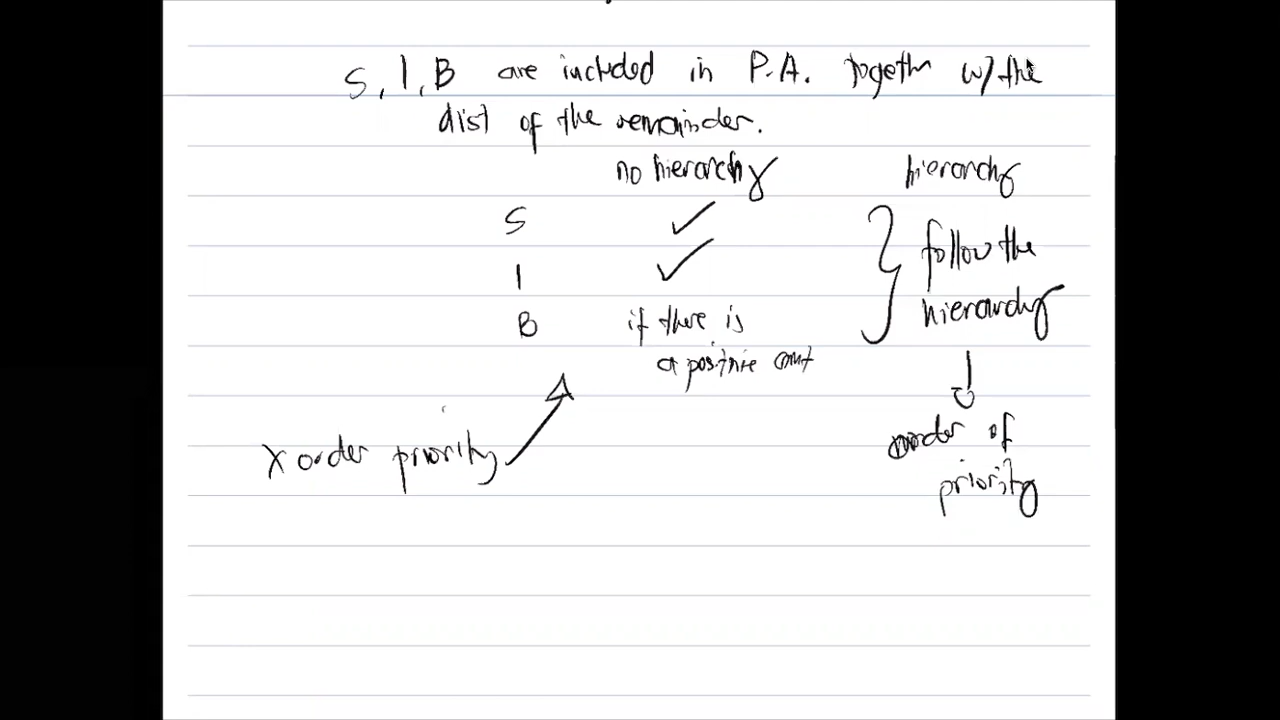 S, I, B are included in P.A. together w/ the
dist of the remainder.
no hierarchy hierarchy
S ✓
I ✓ follow the
hierarchy
B if there is
a positive amt
order of
X order priority
priority